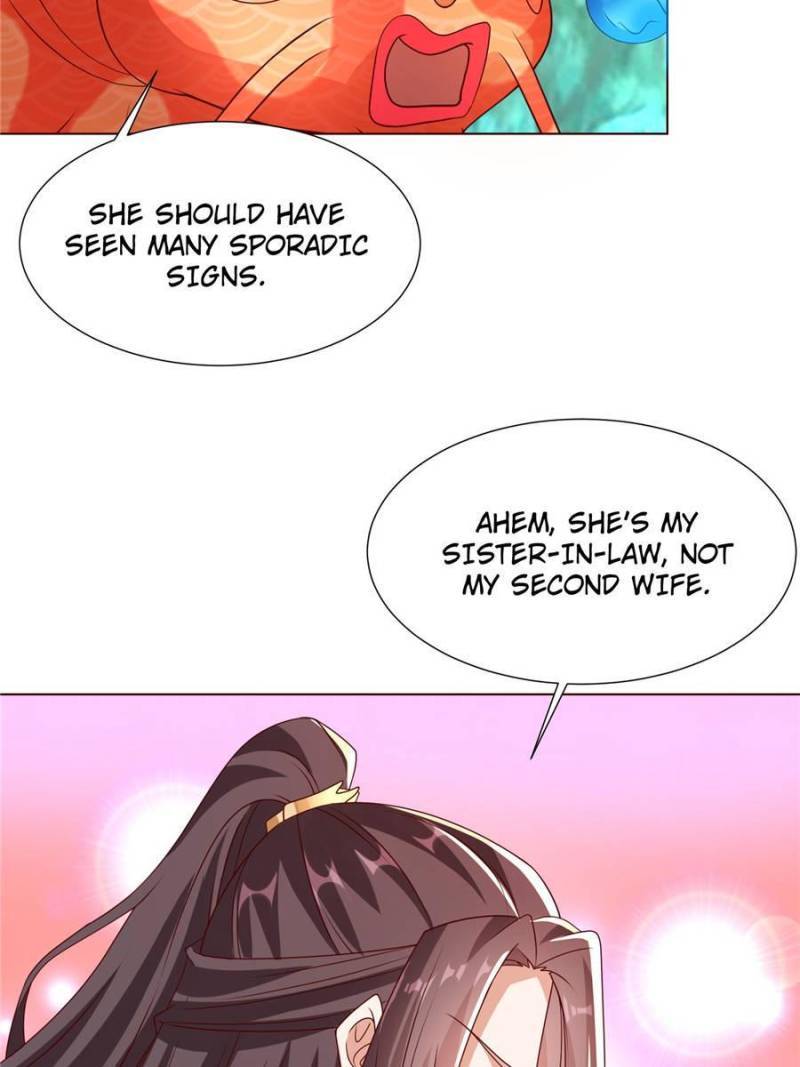 SHE SHOULD HAVE
SEEN MANY SPORADIC
SIGNS.
AHEM, SHE'S MY
SISTER-IN-LAW, NOT
MY SECOND WIFE.